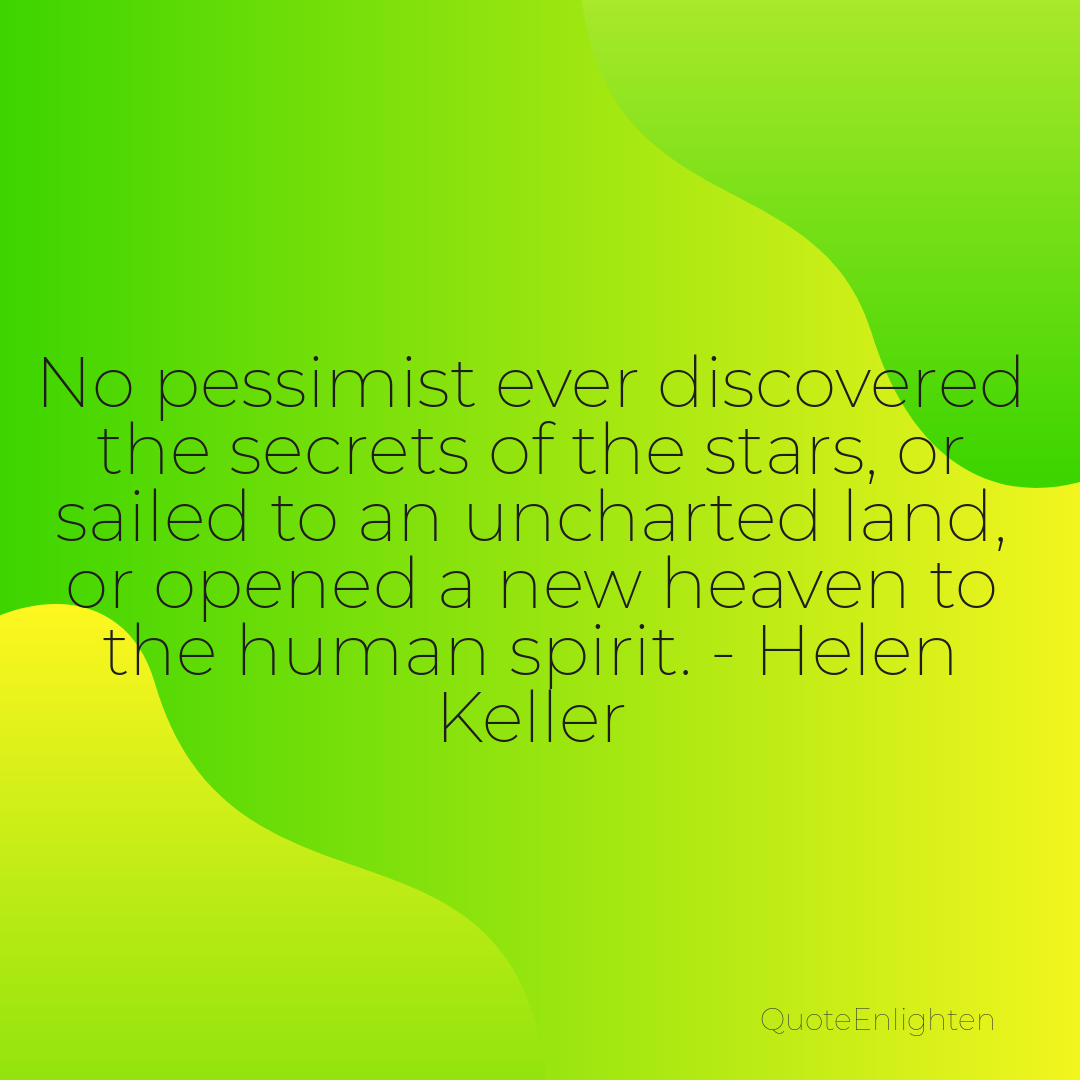 No pessimist ever discovered
the secrets of the stars, or
sailed to an uncharted land,
or opened a new heaven to
the human spirit. - Helen
Keller
QuoteEnlighten